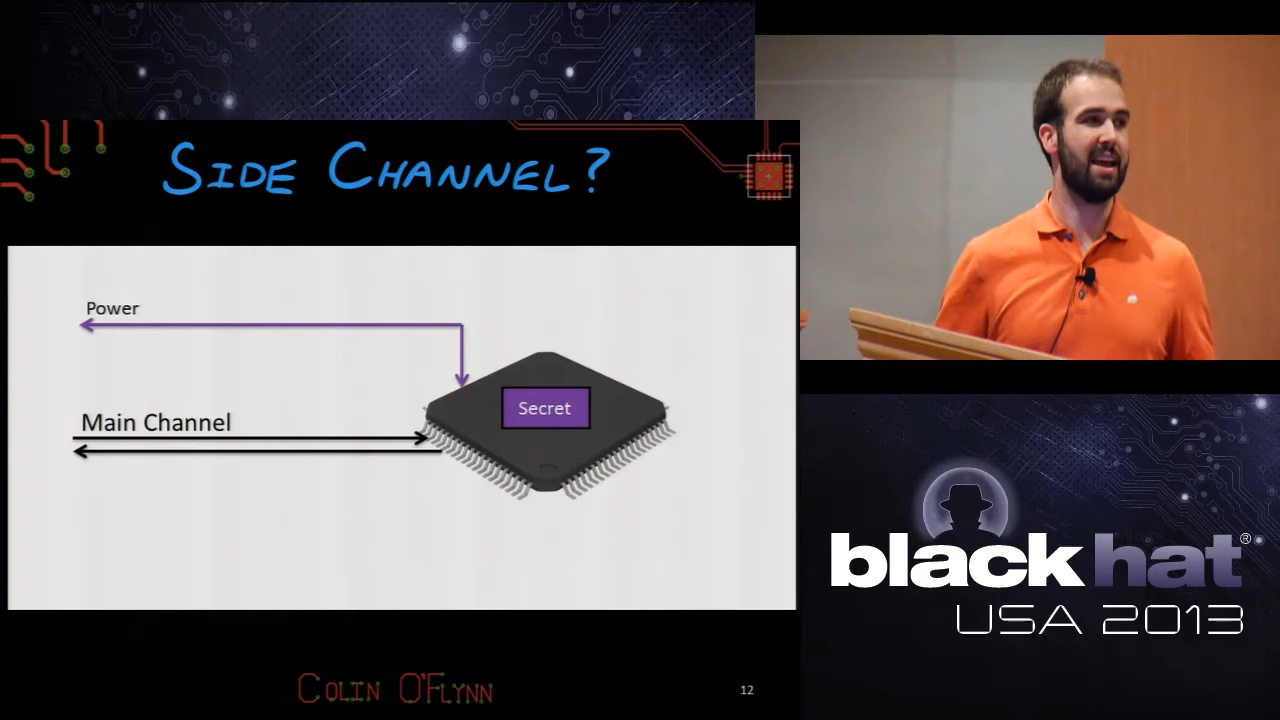 SIDE CHANNEL?
Power
Main Channel
Secret
COLIN O'FLYNN
12
black hat®
USA 2013